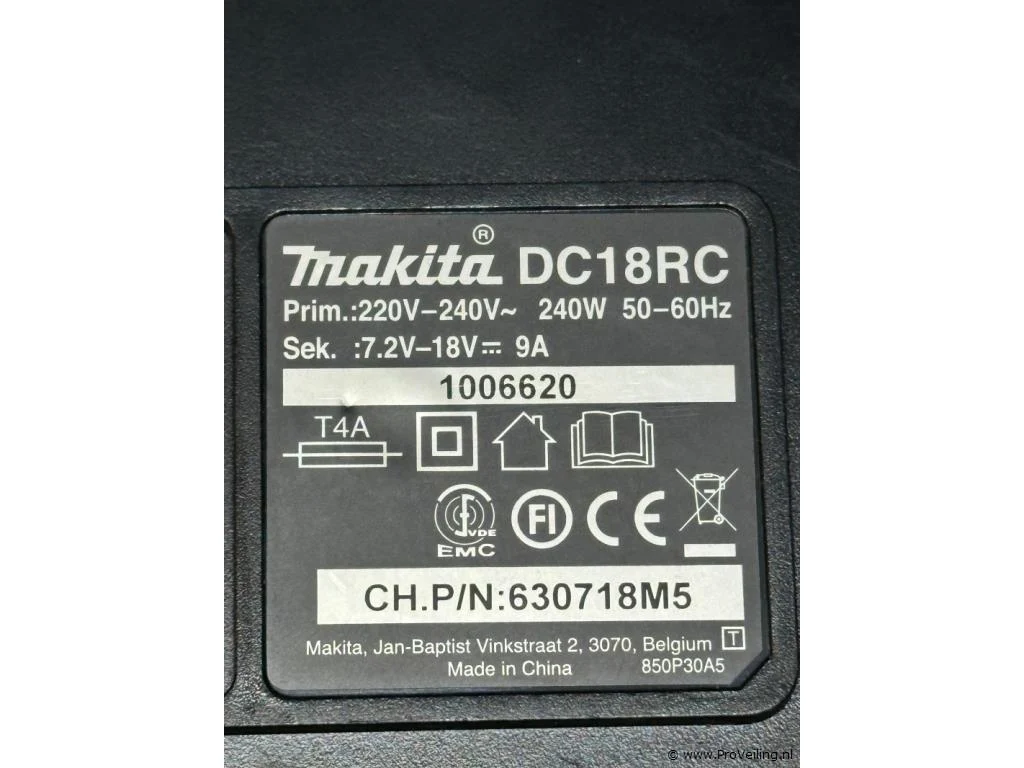 makita® DC18RC
Prim.:220V–240V~ 240W 50–60Hz
Sek. :7.2V–18V⎓ 9A
1006620
T4A
VDE
EMC
FI
CE
CH.P/N:630718M5
Makita, Jan-Baptist Vinkstraat 2, 3070, Belgium T
Made in China 850P30A5
© www.ProVeiling.nl